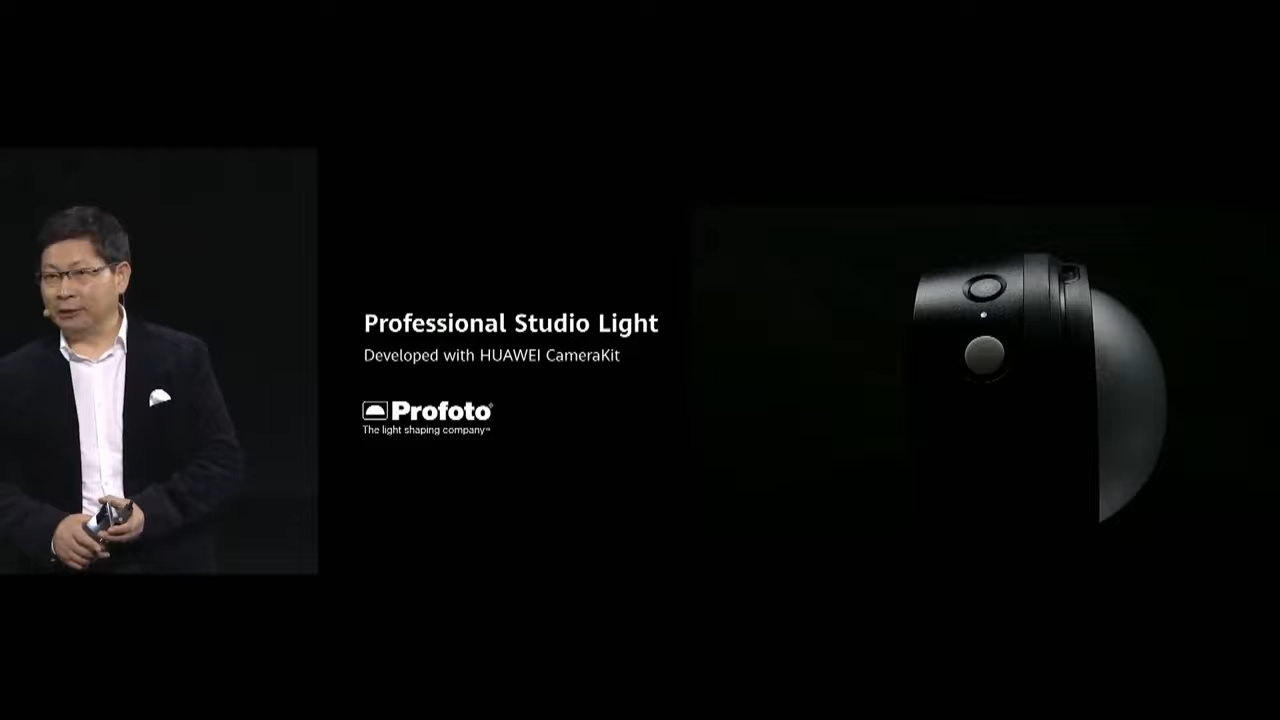 Professional Studio Light
Developed with HUAWEI CameraKit
Profoto®
The light shaping company™